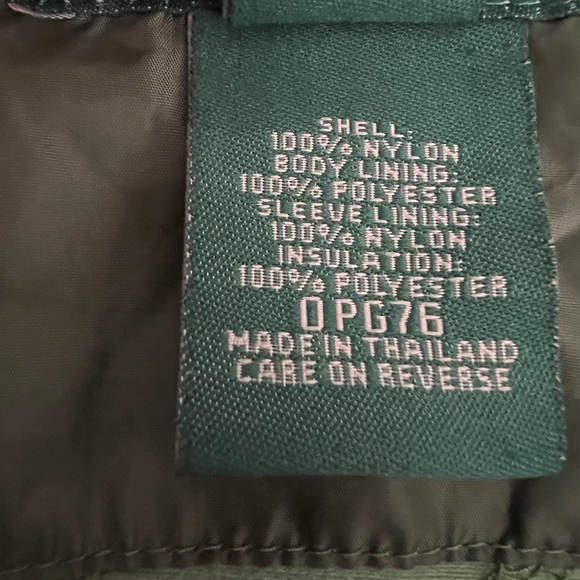 SHELL:
100% NYLON
BODY LINING:
100% POLYESTER
SLEEVE LINING:
100% NYLON
INSULATION:
100% POLYESTER
0PG76
MADE IN THAILAND
CARE ON REVERSE